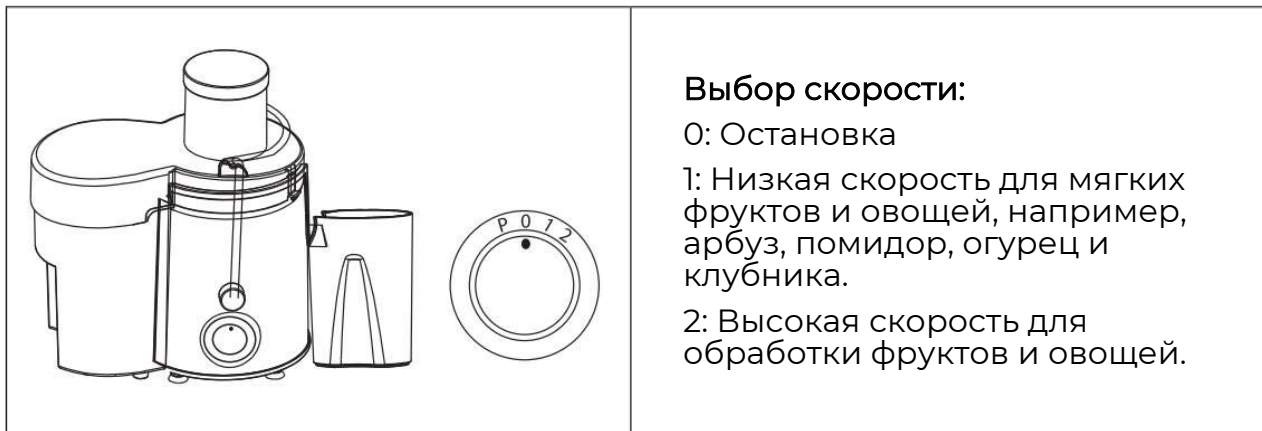 P 0 1 2
Выбор скорости:
0: Остановка
1: Низкая скорость для мягких
фруктов и овощей, например,
арбуз, помидор, огурец и
клубника.
2: Высокая скорость для
обработки фруктов и овощей.